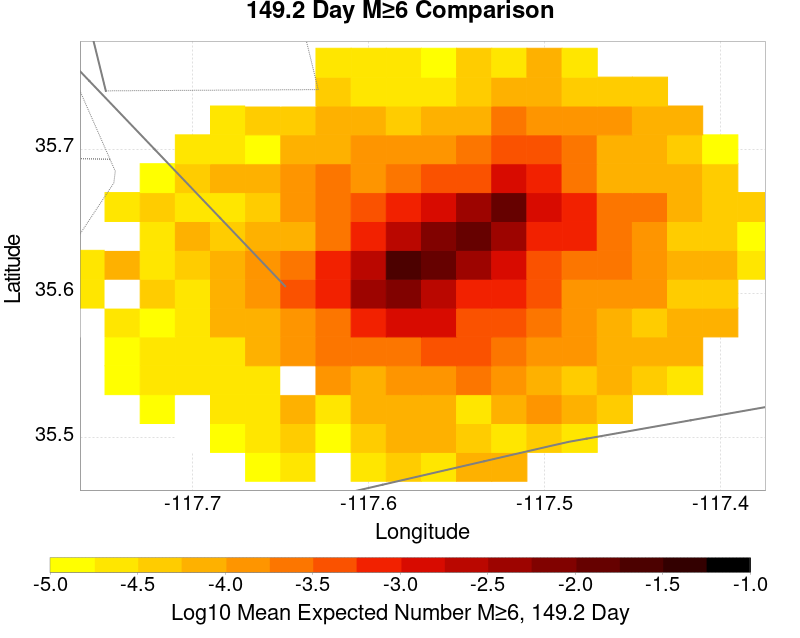 149.2 Day M≥6 Comparison
35.7
35.6
35.5
Latitude
-117.7 -117.6 -117.5 -117.4
Longitude
-5.0 -4.5 -4.0 -3.5 -3.0 -2.5 -2.0 -1.5 -1.0
Log10 Mean Expected Number M≥6, 149.2 Day